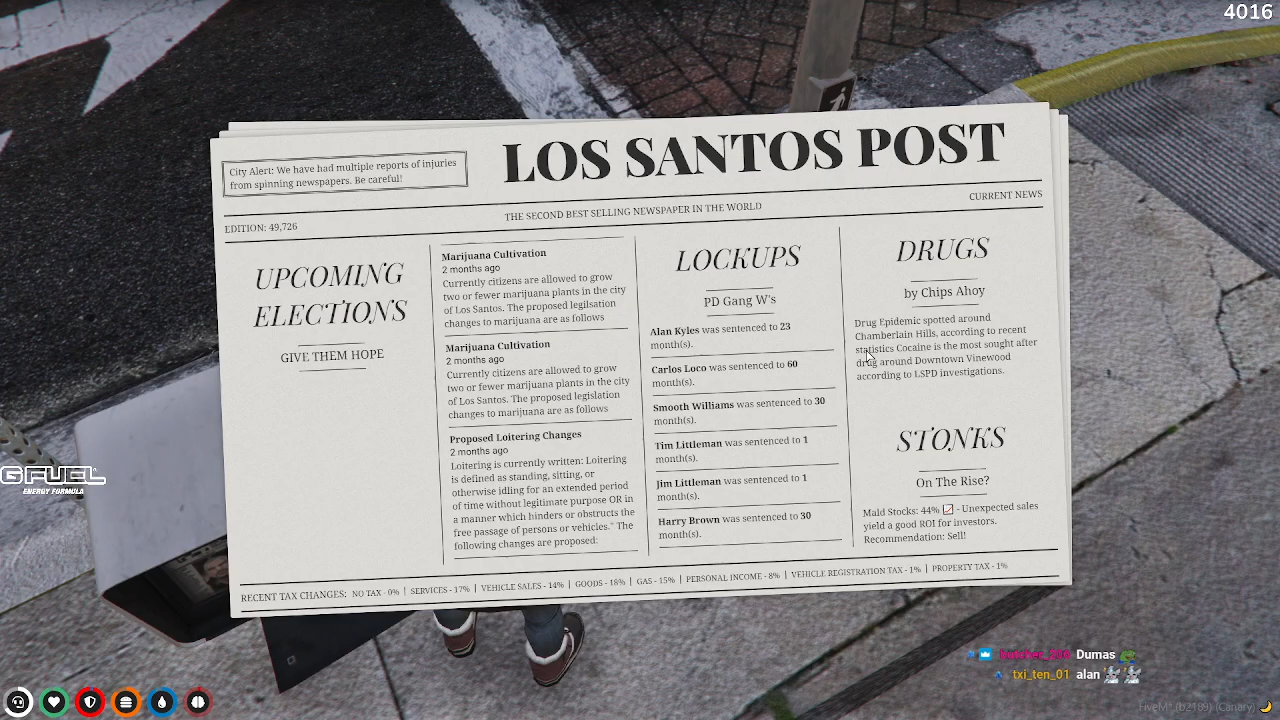 4016
City Alert: We have had multiple reports of injuries
from spinning newspapers. Be careful!
LOS SANTOS POST
EDITION: 49,726
THE SECOND BEST SELLING NEWSPAPER IN THE WORLD
CURRENT NEWS
UPCOMING
ELECTIONS
GIVE THEM HOPE
Marijuana Cultivation
2 months ago
Currently citizens are allowed to grow
two or fewer marijuana plants in the city
of Los Santos. The proposed legilsation
changes to marijuana are as follows
Marijuana Cultivation
2 months ago
Currently citizens are allowed to grow
two or fewer marijuana plants in the city
of Los Santos. The proposed legilsation
changes to marijuana are as follows
Proposed Loitering Changes
2 months ago
Loitering is currently written: Loitering
is defined as standing, sitting, or
otherwise idling for an extended period
of time without legitimate purpose OR in
a manner which hinders or obstructs the
free passage of persons or vehicles." The
following changes are proposed:
LOCKUPS
PD Gang W's
Alan Kyles was sentenced to 23
month(s).
Carlos Loco was sentenced to 60
month(s).
Smooth Williams was sentenced to 30
month(s).
Tim Littleman was sentenced to 1
month(s).
Jim Littleman was sentenced to 1
month(s).
Harry Brown was sentenced to 30
month(s).
DRUGS
by Chips Ahoy
Drug Epidemic spotted around
Chamberlain Hills, according to recent
statistics Cocaine is the most sought after
drug around Downtown Vinewood
according to LSPD investigations.
STONKS
On The Rise?
Mald Stocks: 44% 📈 - Unexpected sales
yield a good ROI for investors.
Recommendation: Sell!
RECENT TAX CHANGES: NO TAX - 0% | SERVICES - 17% | VEHICLE SALES - 14% | GOODS - 18% | GAS - 15% | PERSONAL INCOME - 8% | VEHICLE REGISTRATION TAX - 1% | PROPERTY TAX - 1%
G FUEL
ENERGY FORMULA
butcher_200 Dumas
txi_ten_01 alan
FiveM* (b2189) (Canary)